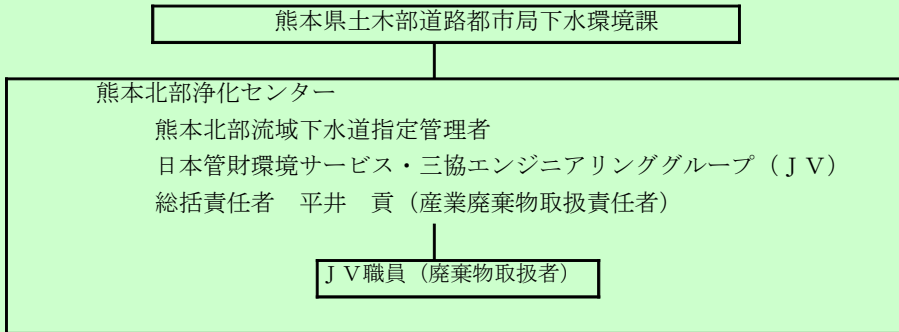 熊本県土木部道路都市局下水環境課
熊本北部浄化センター
熊本北部流域下水道指定管理者
日本管財環境サービス・三協エンジニアリンググループ（ＪＶ）
総括責任者　平井　貢（産業廃棄物取扱責任者）
ＪＶ職員（廃棄物取扱者）